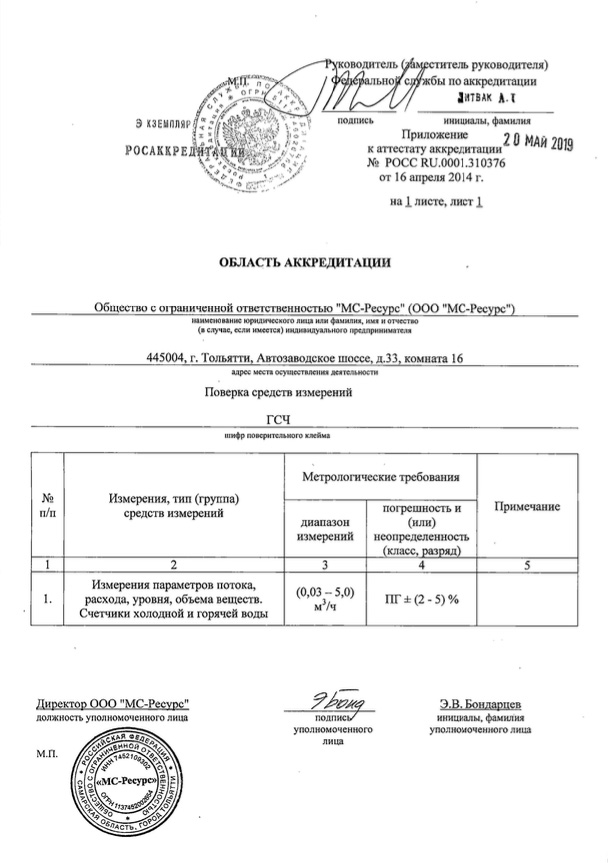 Руководитель (заместитель руководителя)
М.П.
Федеральной службы по аккредитации
ЛИТВАК А.Г
подпись
инициалы, фамилия
ЭКЗЕМПЛЯР
РОСАККРЕДИТАЦИИ
Приложение
к аттестату аккредитации
20 МАЙ 2019
№ РОСС RU.0001.310376
от 16 апреля 2014 г.
на 1 листе, лист 1
ОБЛАСТЬ АККРЕДИТАЦИИ
Общество с ограниченной ответственностью "МС-Ресурс" (ООО "МС-Ресурс")
наименование юридического лица или фамилия, имя и отчество
(в случае, если имеется) индивидуального предпринимателя
445004, г. Тольятти, Автозаводское шоссе, д.33, комната 16
адрес места осуществления деятельности
Поверка средств измерений
ГСЧ
шифр поверительного клейма
№
п/п
Измерения, тип (группа)
средств измерений
Метрологические требования
диапазон
измерений
погрешность и
(или)
неопределенность
(класс, разряд)
Примечание
1 2 3 4 5
1.
Измерения параметров потока,
расхода, уровня, объема веществ.
Счетчики холодной и горячей воды
(0,03 – 5,0)
м³/ч
ПГ ± (2 - 5) %
Директор ООО "МС-Ресурс"
должность уполномоченного лица
подпись
уполномоченного
лица
Э.В. Бондарцев
инициалы, фамилия
уполномоченного лица
М.П.
РОССИЙСКАЯ ФЕДЕРАЦИЯ
ОБЩЕСТВО С ОГРАНИ�ченной ОТВЕТСТВЕННОСТЬЮ
ИНН 7452108302
«МС-Ресурс»
ОГРН 1137452002654
САМАРСКАЯ ОБЛАСТЬ, ГОРОД ТОЛЬЯТТИ